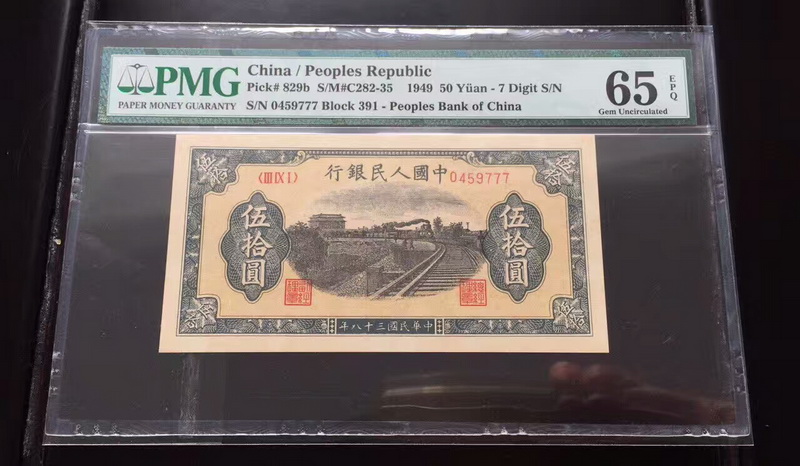 PMG
PAPER MONEY GUARANTY
China / Peoples Republic
Pick# 829b S/M#C282-35 1949 50 Yüan - 7 Digit S/N
S/N 0459777 Block 391 - Peoples Bank of China
65
EPQ
Gem Uncirculated
行銀民人國中
〈III IX I〉
0459777
伍拾圓
伍拾圓
年八十三國民華中